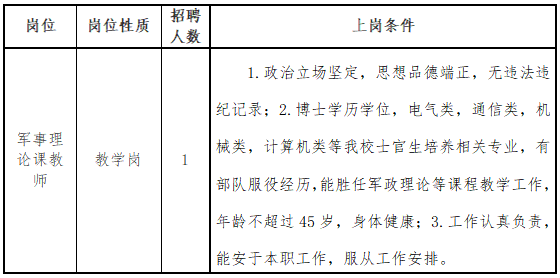 岗位
岗位性质
招聘
人数
上岗条件
军事理
论课教
师
教学岗
1
1.政治立场坚定，思想品德端正，无违法违
纪记录；2.博士学历学位，电气类，通信类，机
械类，计算机类等我校士官生培养相关专业，有
部队服役经历，能胜任军政理论等课程教学工作，
年龄不超过 45 岁，身体健康；3.工作认真负责，
能安于本职工作，服从工作安排。